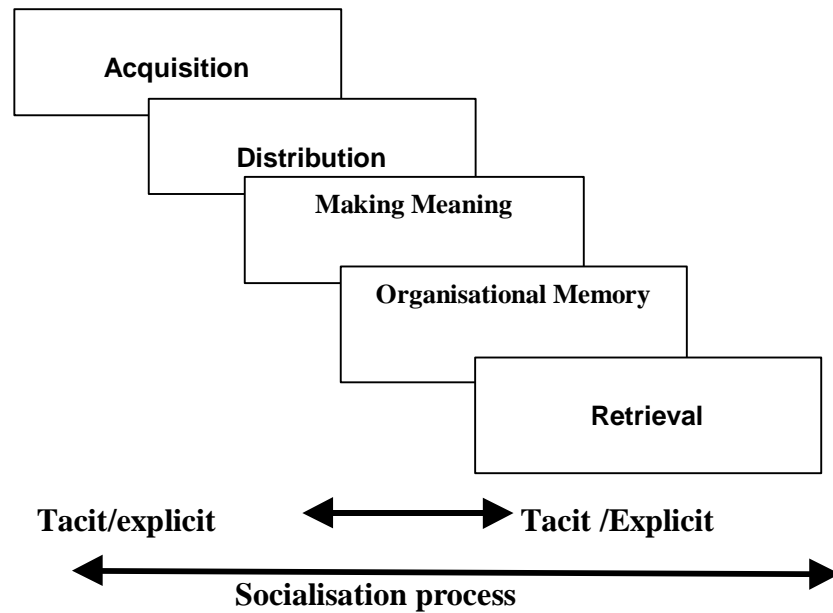 Acquisition
Distribution
Making Meaning
Organisational Memory
Retrieval
Tacit/explicit
Tacit /Explicit
Socialisation process